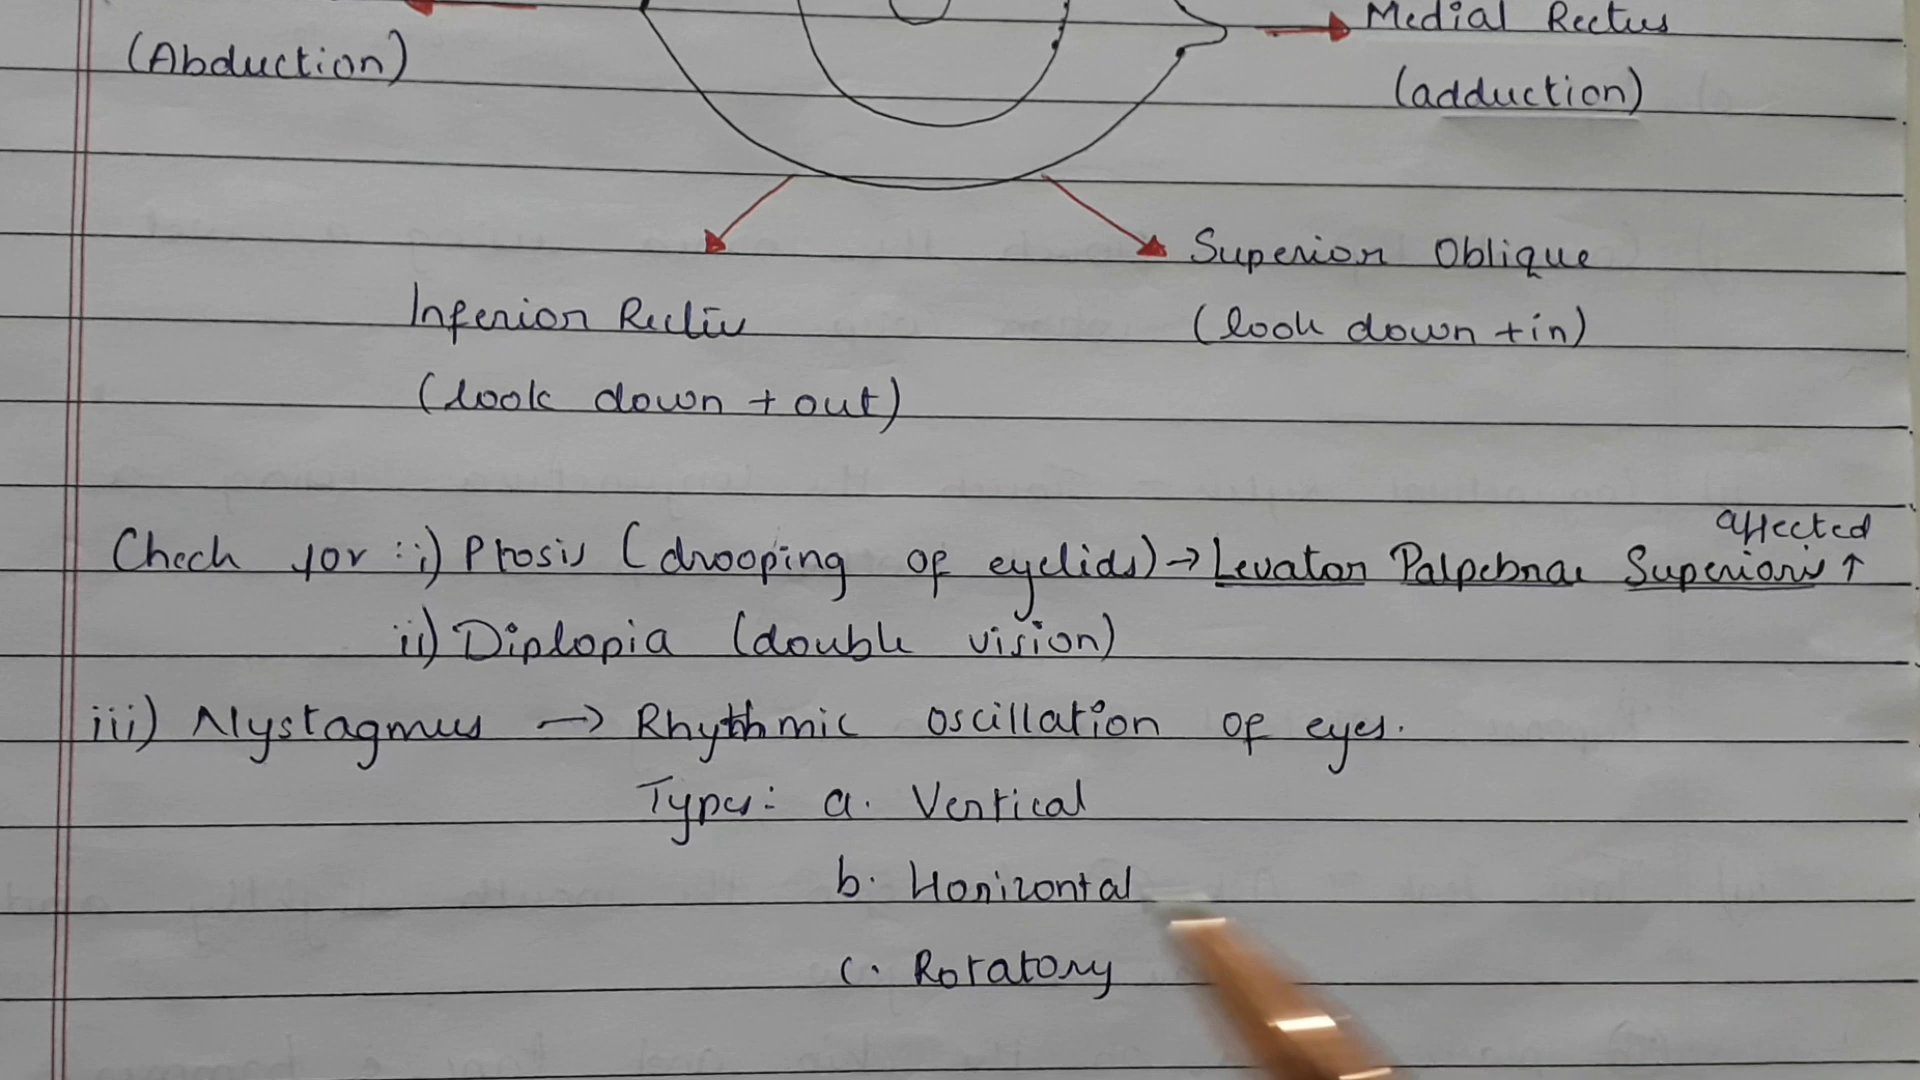 Medial Rectus
(Abduction)
(adduction)
Superior Oblique
(look down + in)
Inferior Rectus
(look down + out)
affected
Check for : i) Ptosis (drooping of eyelids) → Levator Palpebrae Superioris ↑
ii) Diplopia (double vision)
iii) Nystagmus → Rhythmic oscillation of eyes.
Types: a. Vertical
b. Horizontal
c. Rotatory